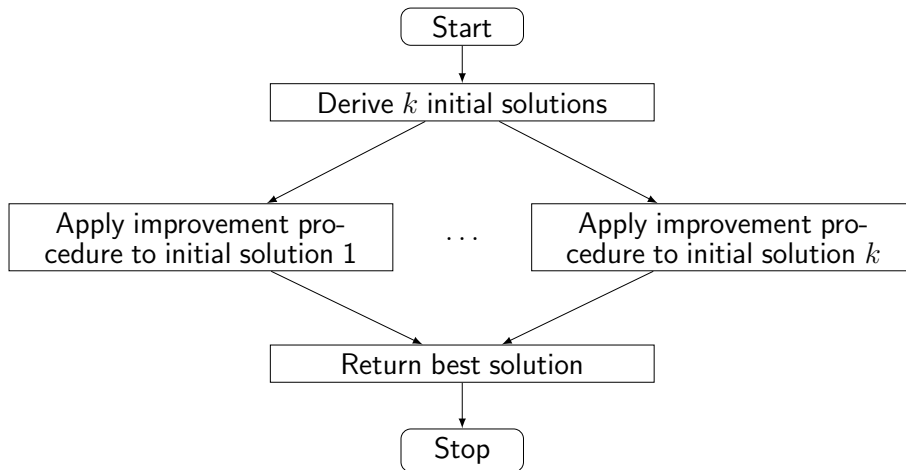 Start
Derive k initial solutions
Apply improvement pro-
cedure to initial solution 1
...
Apply improvement pro-
cedure to initial solution k
Return best solution
Stop